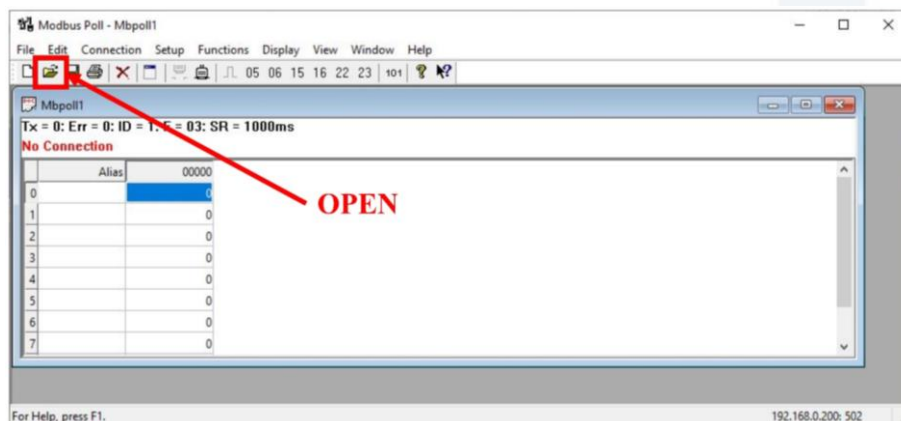 Modbus Poll - Mbpoll1
File Edit Connection Setup Functions Display View Window Help
05 06 15 16 22 23 101
Mbpoll1
Tx = 0: Err = 0: ID = 1: F = 03: SR = 1000ms
No Connection
Alias 00000
0 0
1 0
OPEN
2 0
3 0
4 0
5 0
6 0
7 0
For Help, press F1. 192.168.0.200: 502